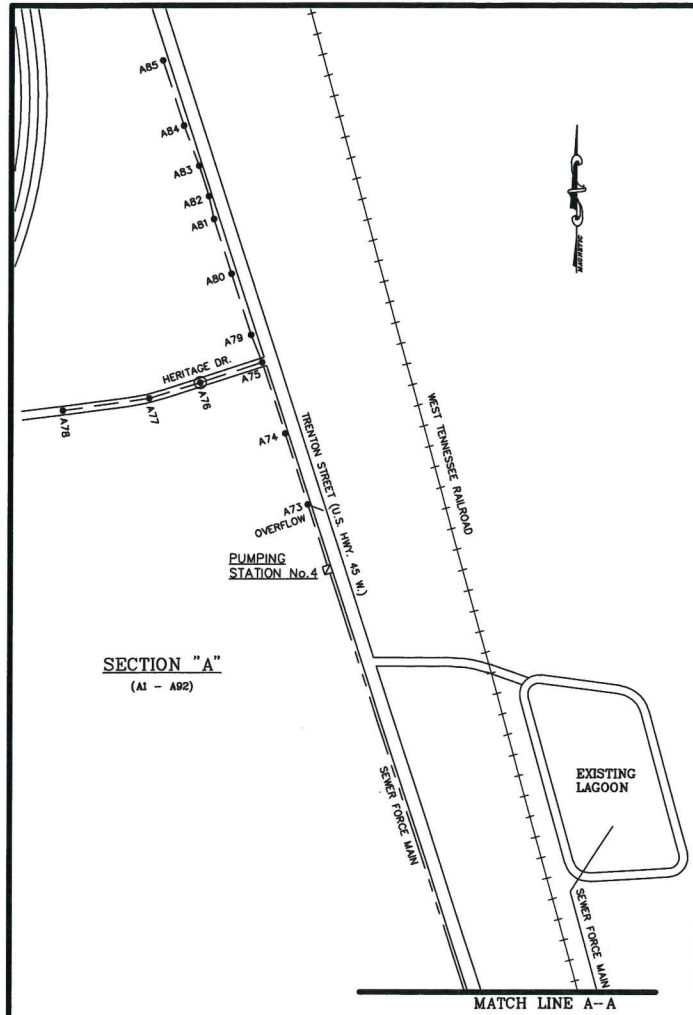 A85
A84
A83
A82
A81
A80
A79
HERITAGE DR.
A75
A76
A77
A78
A74
TRENTON STREET (U.S. HWY. 45 W.)
WEST TENNESSEE RAILROAD
A73
OVERFLOW
PUMPING
STATION No.4
SECTION "A"
(A1 - A92)
SEWER FORCE MAIN
EXISTING
LAGOON
SEWER FORCE MAIN
MATCH LINE A--A
MAGNETIC